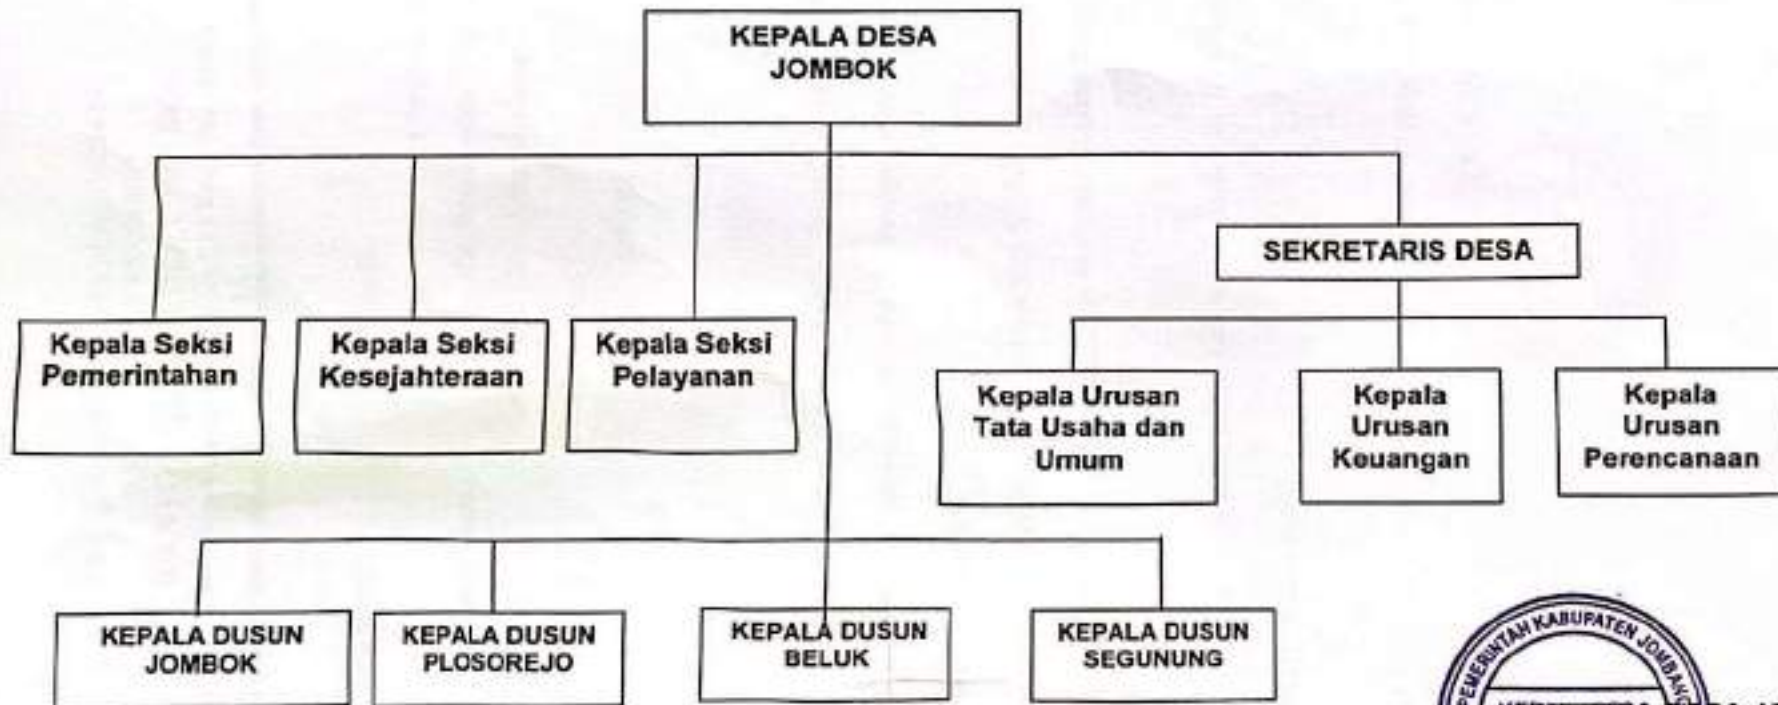 KEPALA DESA
JOMBOK
SEKRETARIS DESA
Kepala Seksi
Pemerintahan
Kepala Seksi
Kesejahteraan
Kepala Seksi
Pelayanan
Kepala Urusan
Tata Usaha dan
Umum
Kepala
Urusan
Keuangan
Kepala
Urusan
Perencanaan
KEPALA DUSUN
JOMBOK
KEPALA DUSUN
PLOSOREJO
KEPALA DUSUN
BELUK
KEPALA DUSUN
SEGUNUNG
PEMERINTAH KABUPATEN JOMBANG